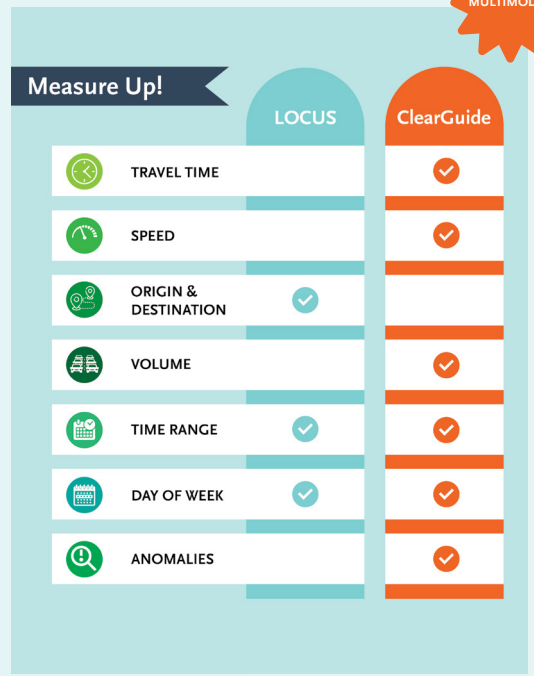 Measure Up!
LOCUS
ClearGuide
TRAVEL TIME
SPEED
ORIGIN &
DESTINATION
VOLUME
TIME RANGE
DAY OF WEEK
ANOMALIES